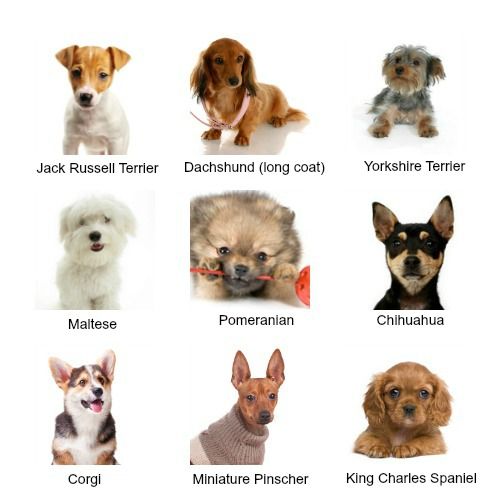 Jack Russell Terrier
Dachshund (long coat)
Yorkshire Terrier
Maltese
Pomeranian
Chihuahua
Corgi
Miniature Pinscher
King Charles Spaniel